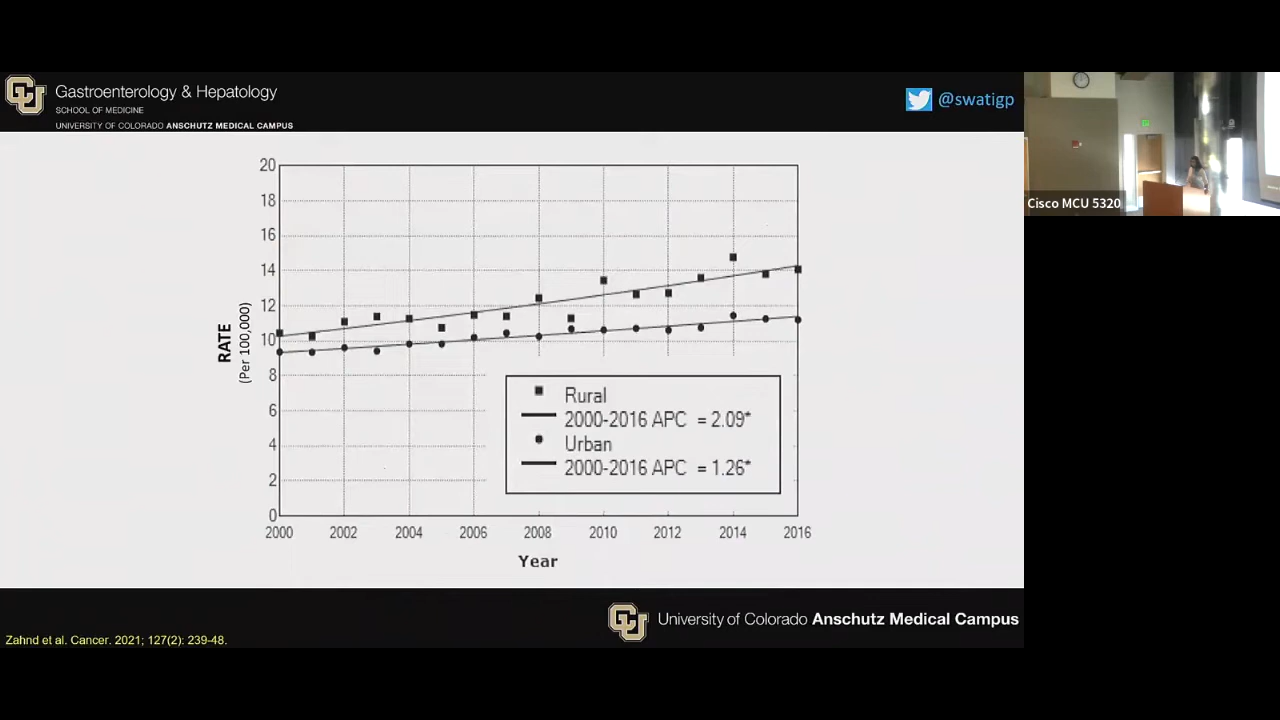 Gastroenterology & Hepatology
SCHOOL OF MEDICINE
UNIVERSITY OF COLORADO ANSCHUTZ MEDICAL CAMPUS
@swatigp
Cisco MCU 5320
20
18
16
14
12
10
8
6
4
2
0
RATE
(Per 100,000)
Rural
2000-2016 APC = 2.09*
Urban
2000-2016 APC = 1.26*
2000 2002 2004 2006 2008 2010 2012 2014 2016
Year
University of Colorado Anschutz Medical Campus
Zahnd et al. Cancer. 2021; 127(2): 239-48.